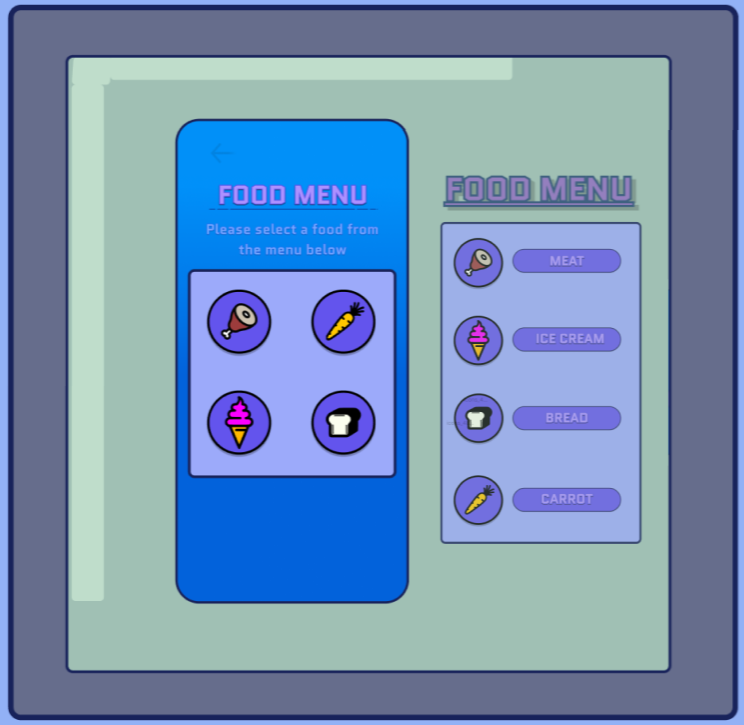 FOOD MENU
Please select a food from
the menu below
FOOD MENU
MEAT
ICE CREAM
BREAD
CARROT